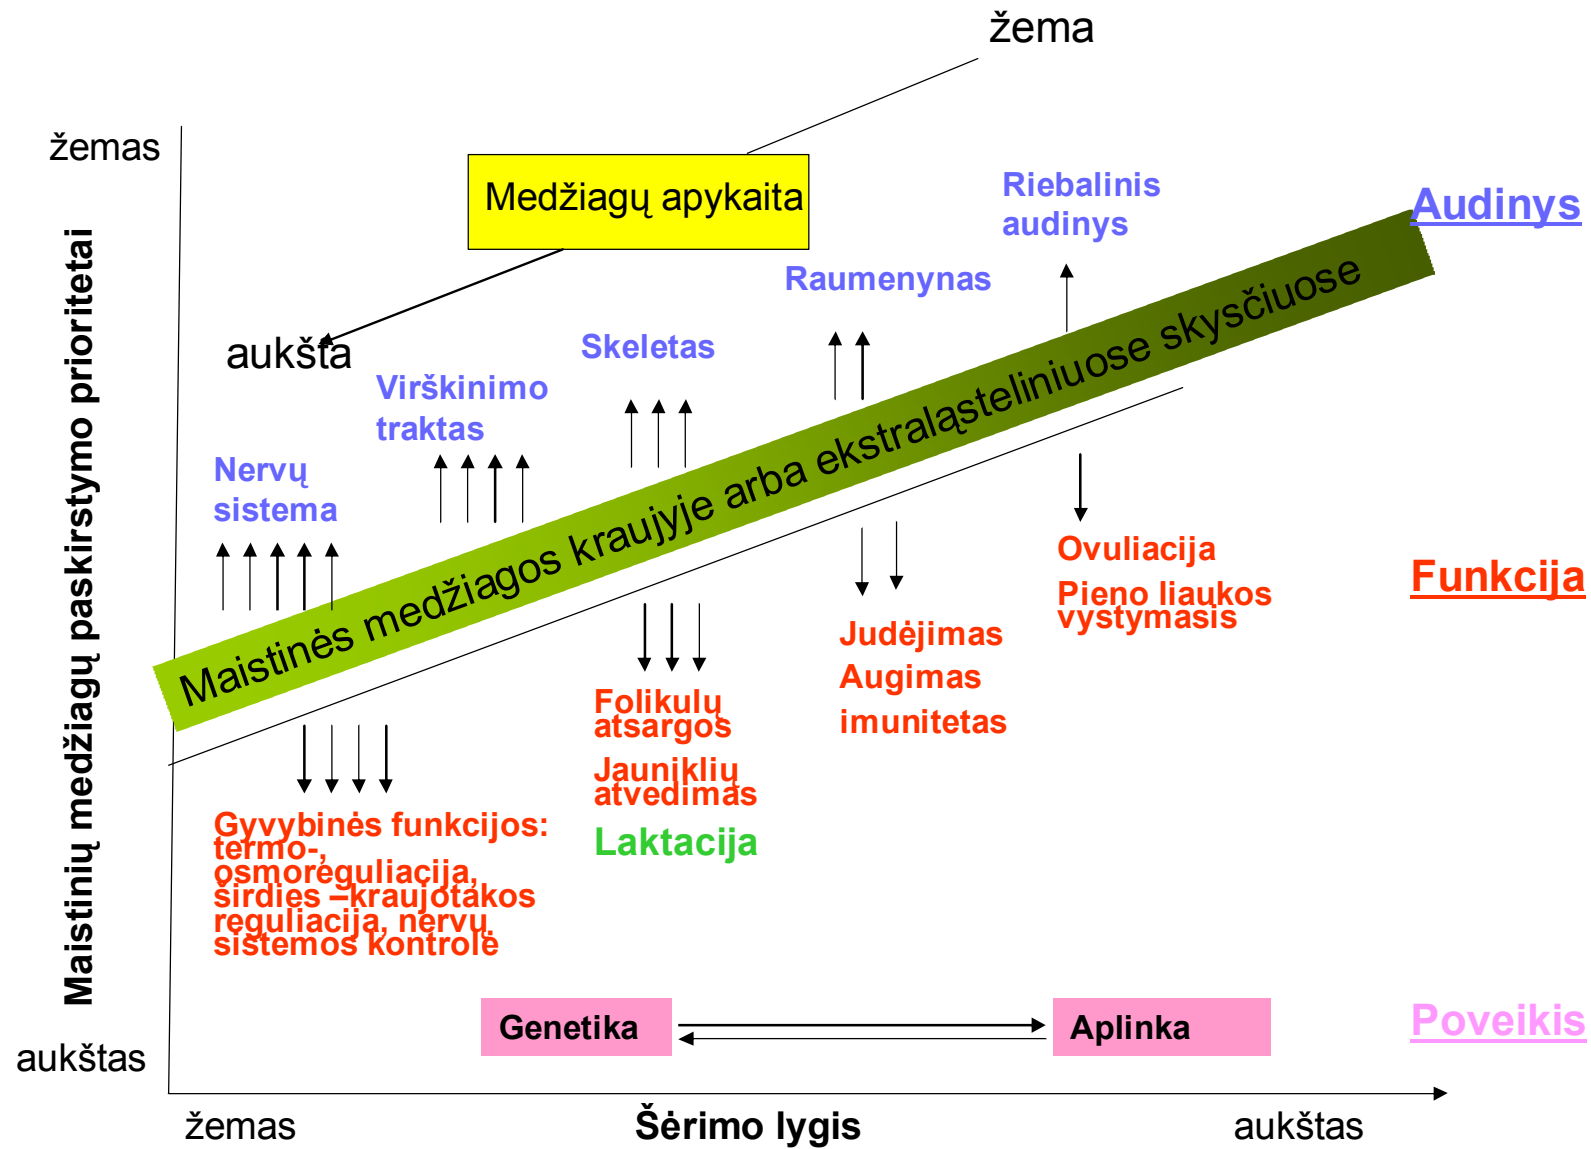 žema
žemas
Medžiagų apykaita
Riebalinis
audinys
Audinys
Raumenynas
aukšta
Skeletas
Virškinimo
traktas
Nervų
sistema
Maistinės medžiagos kraujyje arba ekstraląsteliniuose skysčiuose
Maistinių medžiagų paskirstymo prioritetai
Ovuliacija
Pieno liaukos
vystymasis
Funkcija
Judėjimas
Augimas
imunitetas
Folikulų
atsargos
Jauniklių
atvedimas
Laktacija
Gyvybinės funkcijos:
termo-,
osmoreguliacija,
širdies –kraujotakos
reguliacija, nervų
sistemos kontrolė
Genetika
Aplinka
Poveikis
aukštas
žemas
Šėrimo lygis
aukštas